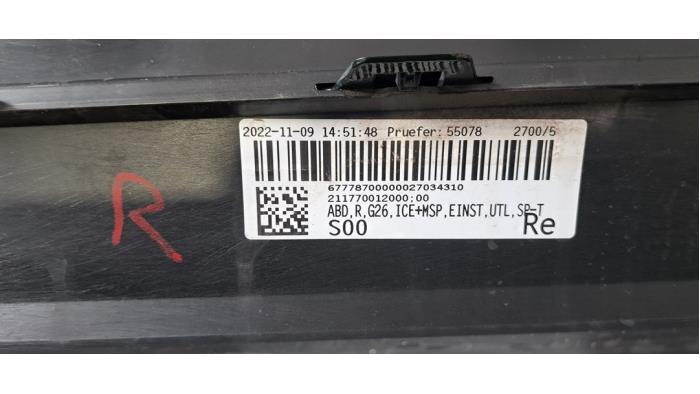 2022-11-09 14:51:48 Pruefer: 55078 2700/5
67778700000027034310
211770012000;00
ABD,R,G26,ICE+MSP,EINST,UTL,SP-T
S00 Re
R